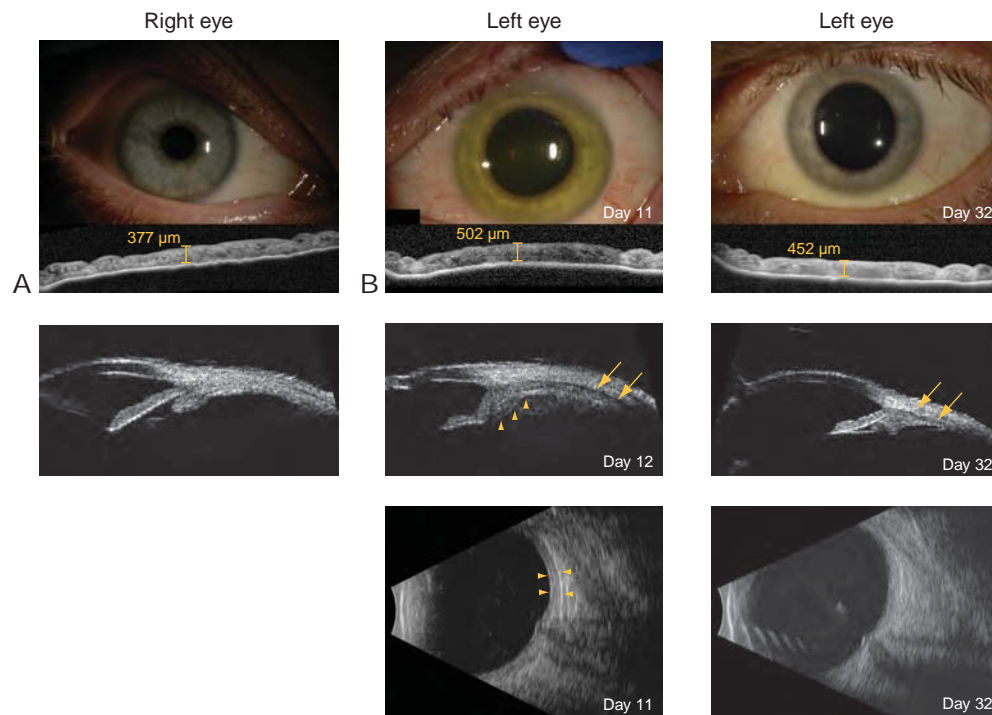 Right eye
Left eye
Left eye
Day 11
Day 32
377 µm
502 µm
452 µm
A
B
Day 12
Day 32
Day 11
Day 32